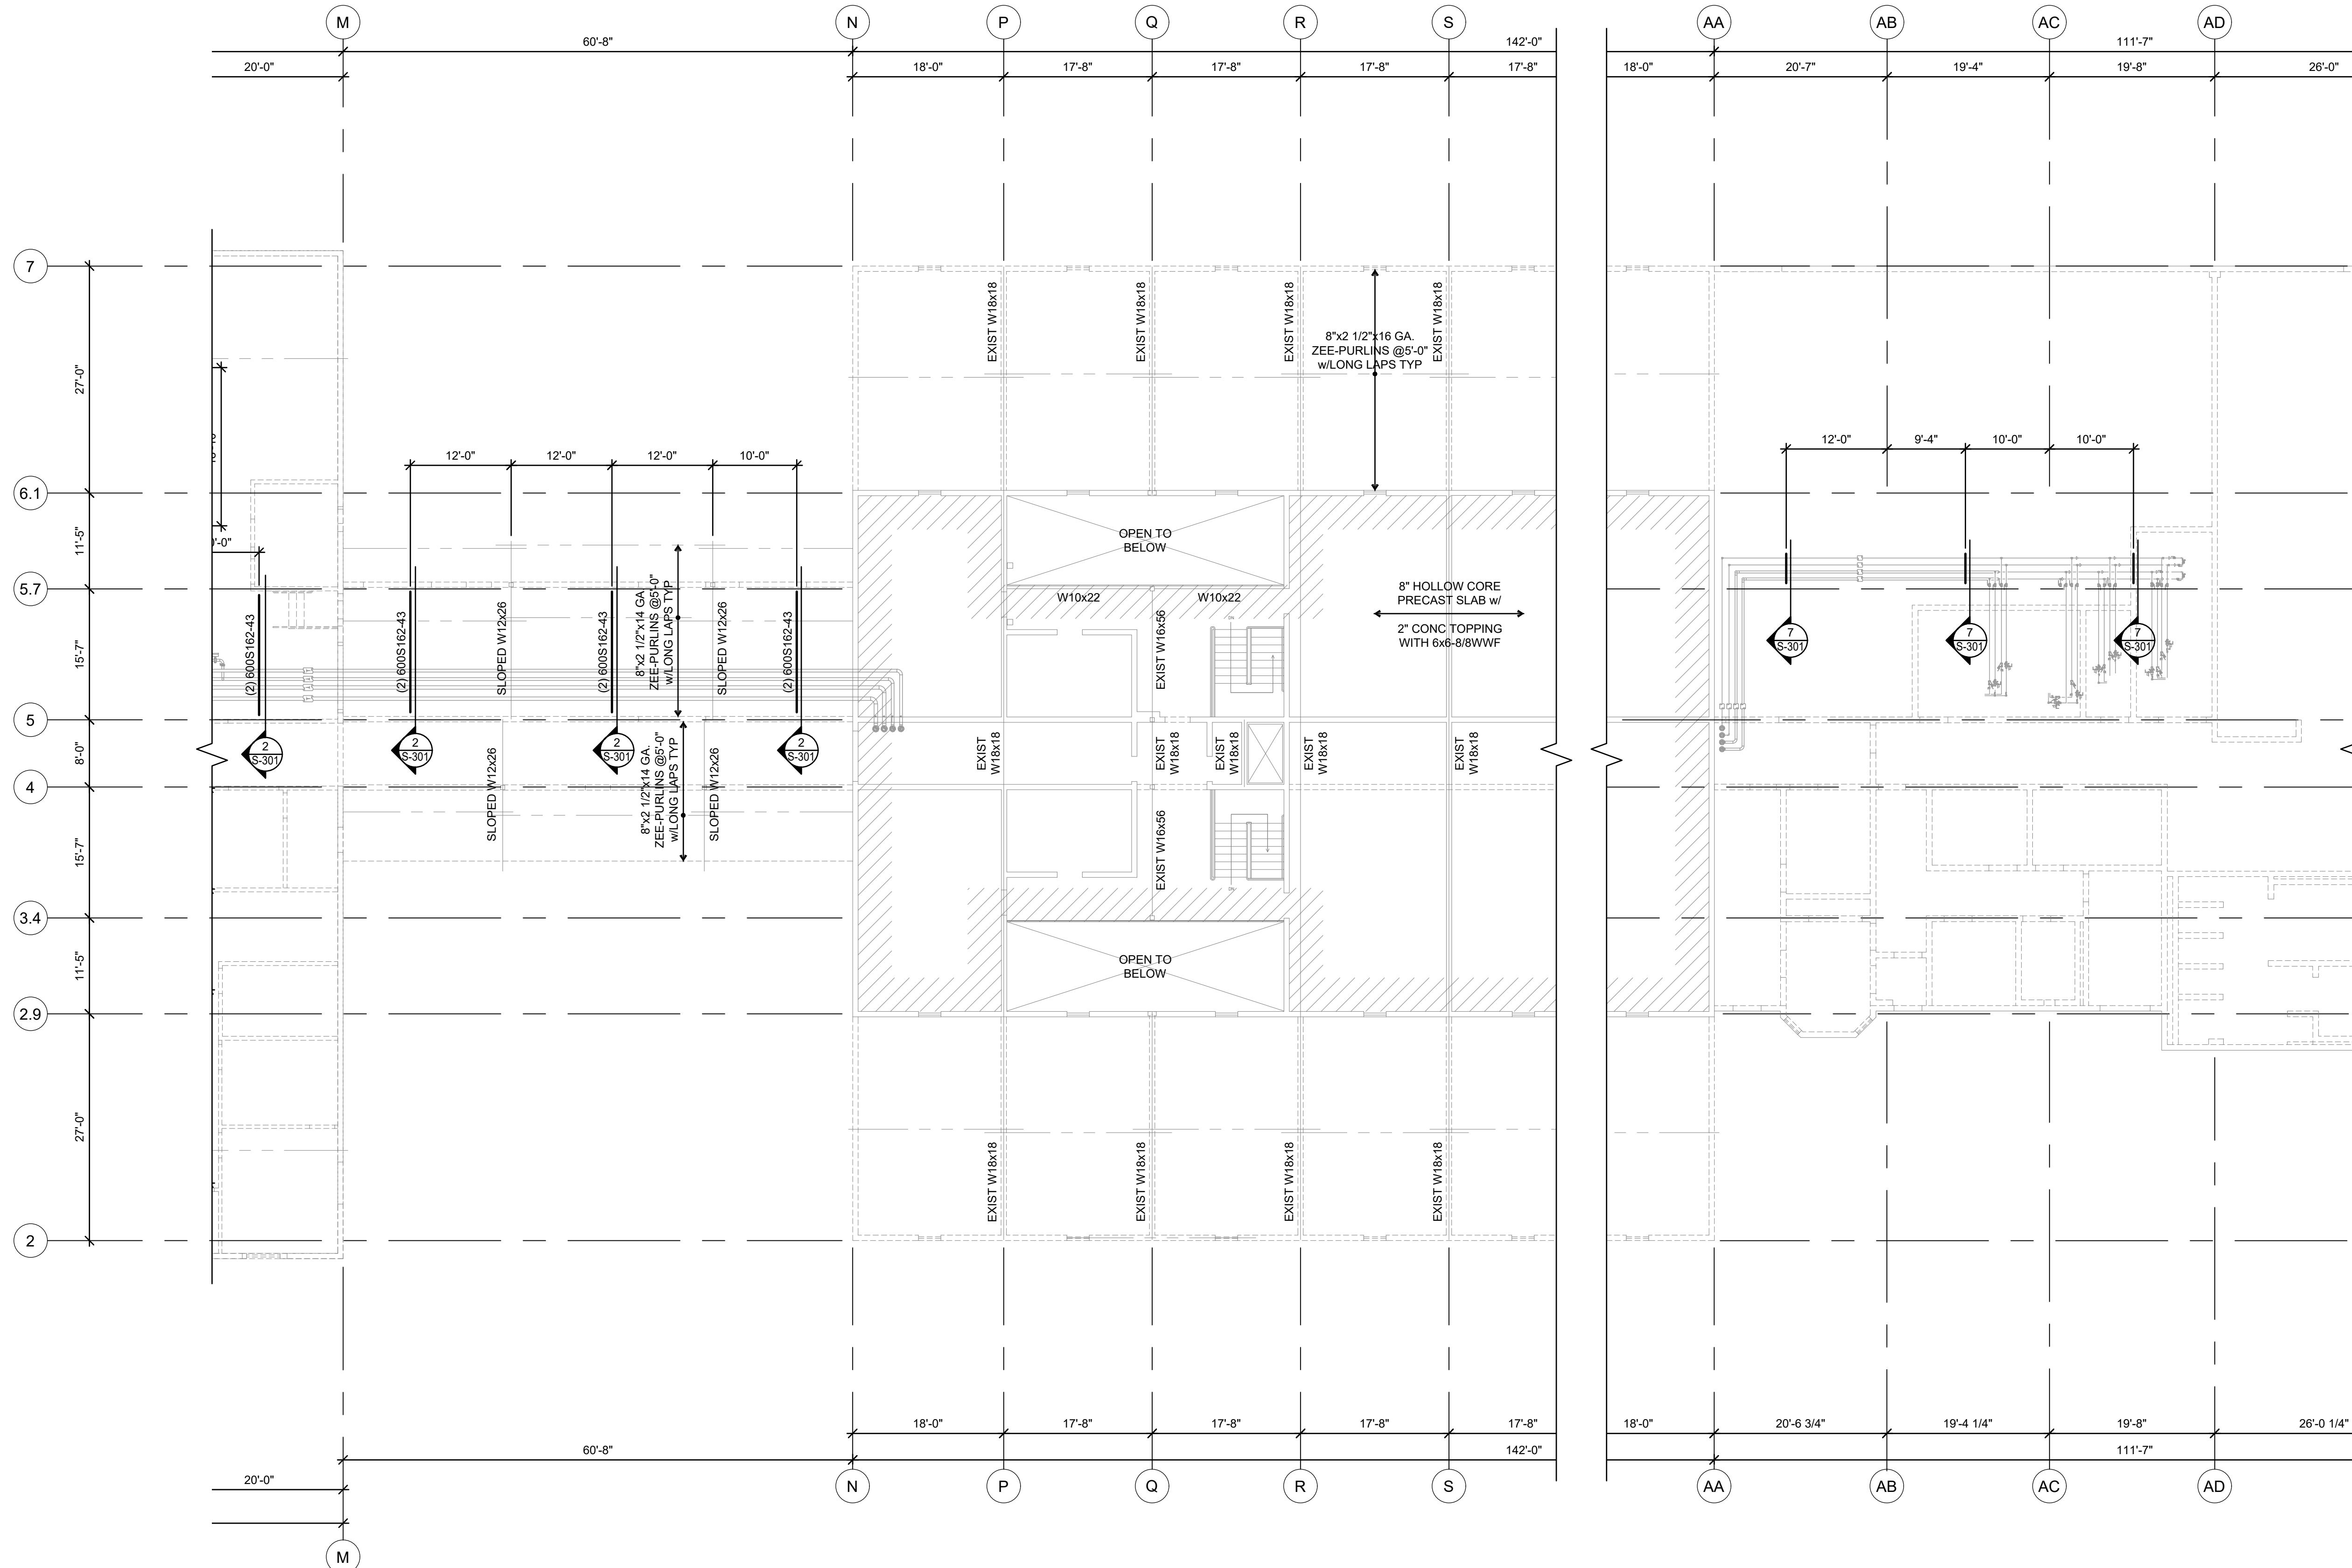 M
N
P
Q
R
S
AA
AB
AC
AD
60'-8"
142'-0"
111'-7"
20'-0"
18'-0"
17'-8"
17'-8"
17'-8"
17'-8"
18'-0"
20'-7"
19'-4"
19'-8"
26'-0"
7
6.1
5.7
5
4
3.4
2.9
2
27'-0"
11'-5"
15'-7"
8'-0"
15'-7"
11'-5"
27'-0"
EXIST W18x18
EXIST W18x18
EXIST W18x18
EXIST W18x18
8"x2 1/2"x16 GA.
ZEE-PURLINS @5'-0"
w/LONG LAPS TYP
12'-0"
12'-0"
12'-0"
10'-0"
12'-0"
9'-4"
10'-0"
10'-0"
(2) 600S162-43
(2) 600S162-43
(2) 600S162-43
(2) 600S162-43
SLOPED W12x26
SLOPED W12x26
8"x2 1/2"x14 GA.
ZEE-PURLINS @5'-0"
w/LONG LAPS TYP
OPEN TO
BELOW
W10x22
W10x22
EXIST W16x56
DN
8" HOLLOW CORE
PRECAST SLAB w/
2" CONC TOPPING
WITH 6x6-8/8WWF
7
S-301
7
S-301
7
S-301
2
S-301
2
S-301
2
S-301
2
S-301
SLOPED W12x26
SLOPED W12x26
8"x2 1/2"x14 GA.
ZEE-PURLINS @5'-0"
w/LONG LAPS TYP
EXIST
W18x18
EXIST
W18x18
EXIST
W18x18
EXIST
W18x18
EXIST
W18x18
EXIST W16x56
DN
OPEN TO
BELOW
EXIST W18x18
EXIST W18x18
EXIST W18x18
EXIST W18x18
18'-0"
17'-8"
17'-8"
17'-8"
17'-8"
18'-0"
20'-6 3/4"
19'-4 1/4"
19'-8"
26'-0 1/4"
60'-8"
142'-0"
111'-7"
20'-0"
N
P
Q
R
S
AA
AB
AC
AD
M